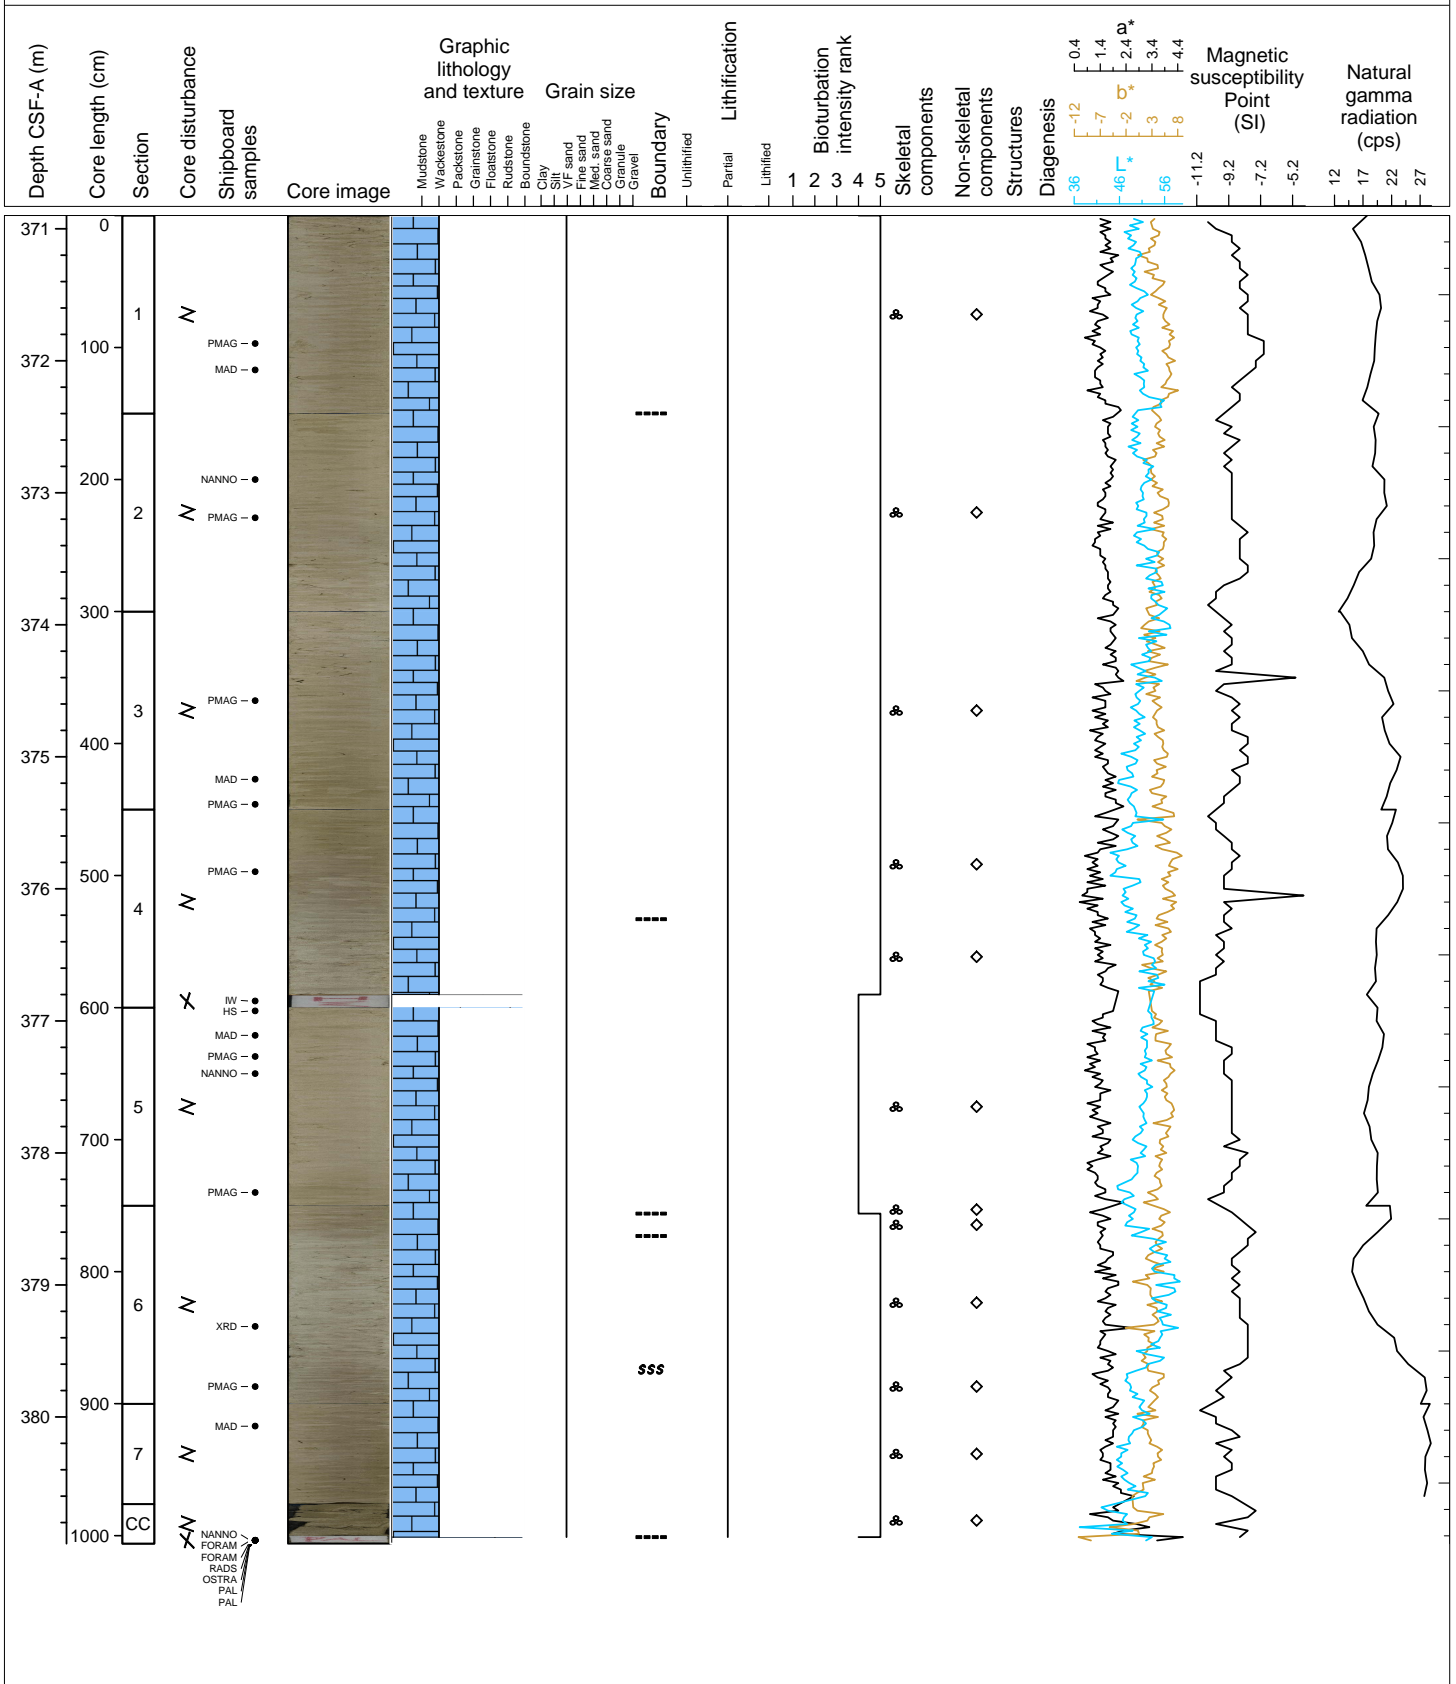 Depth CSF-A (m)
Core length (cm)
Section
Core disturbance
Shipboard
samples
Core image
Graphic
lithology
and texture
Mudstone
Wackestone
Packstone
Grainstone
Floatstone
Rudstone
Boundstone
Grain size
Clay
Silt
VF sand
Fine sand
Med. sand
Coarse sand
Granule
Gravel
Boundary
Lithification
Unlithified
Partial
Lithified
Bioturbation
intensity rank
1 2 3 4 5
Skeletal
components
Non-skeletal
components
Structures
Diagenesis
a*
0.4 1.4 2.4 3.4 4.4
b*
-12 -7 -2 3 8
L*
36 46 56
Magnetic
susceptibility
Point
(SI)
-11.2 -9.2 -7.2 -5.2
Natural
gamma
radiation
(cps)
12 17 22 27
371
372
373
374
375
376
377
378
379
380
0
100
200
300
400
500
600
700
800
900
1000
1
2
3
4
5
6
7
CC
PMAG
MAD
NANNO
PMAG
PMAG
MAD
PMAG
PMAG
IW
HS
MAD
PMAG
NANNO
PMAG
XRD
PMAG
MAD
NANNO
FORAM
FORAM
RADS
OSTRA
PAL
PAL
sss